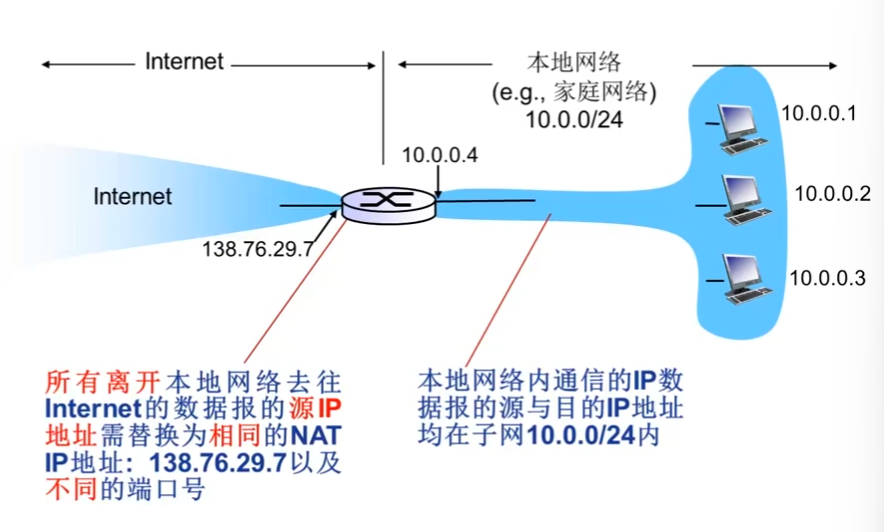 Internet
本地网络
(e.g., 家庭网络)
10.0.0/24
10.0.0.1
10.0.0.4
Internet
10.0.0.2
138.76.29.7
10.0.0.3
所有离开本地网络去往
Internet的数据报的源IP
地址需替换为相同的NAT
IP地址：138.76.29.7以及
不同的端口号
本地网络内通信的IP数
据报的源与目的IP地址
均在子网10.0.0/24内